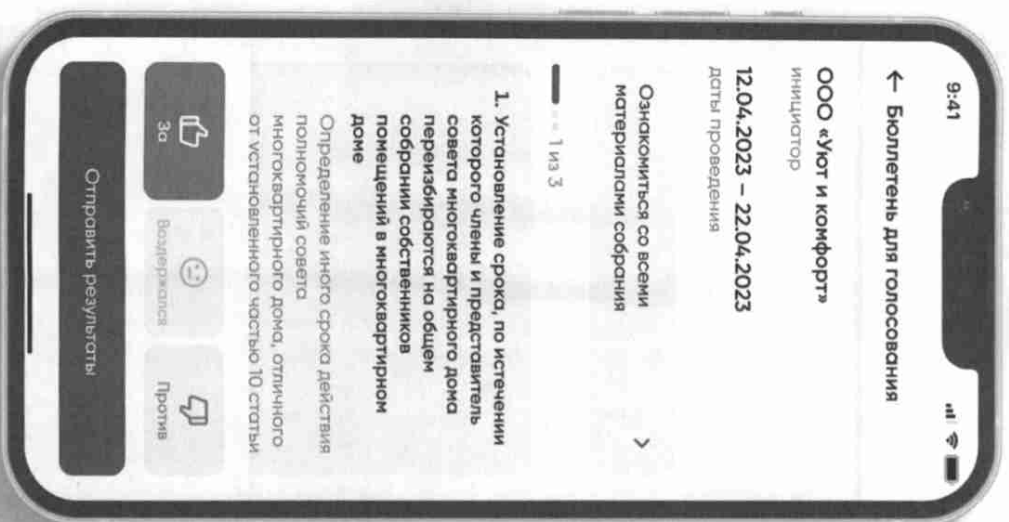 9:41
← Бюллетень для голосования
ООО «Уют и комфорт»
инициатор
12.04.2023 – 22.04.2023
даты проведения
Ознакомиться со всеми
материалами собрания
1 из 3
1. Установление срока, по истечении
которого члены и председатель
совета многоквартирного дома
переизбираются на общем
собрании собственников
помещений в многоквартирном
доме
Определение иного срока действия
полномочий совета
многоквартирного дома, отличного
от установленного частью 10 статьи
За
Воздержался
Против
Отправить результаты